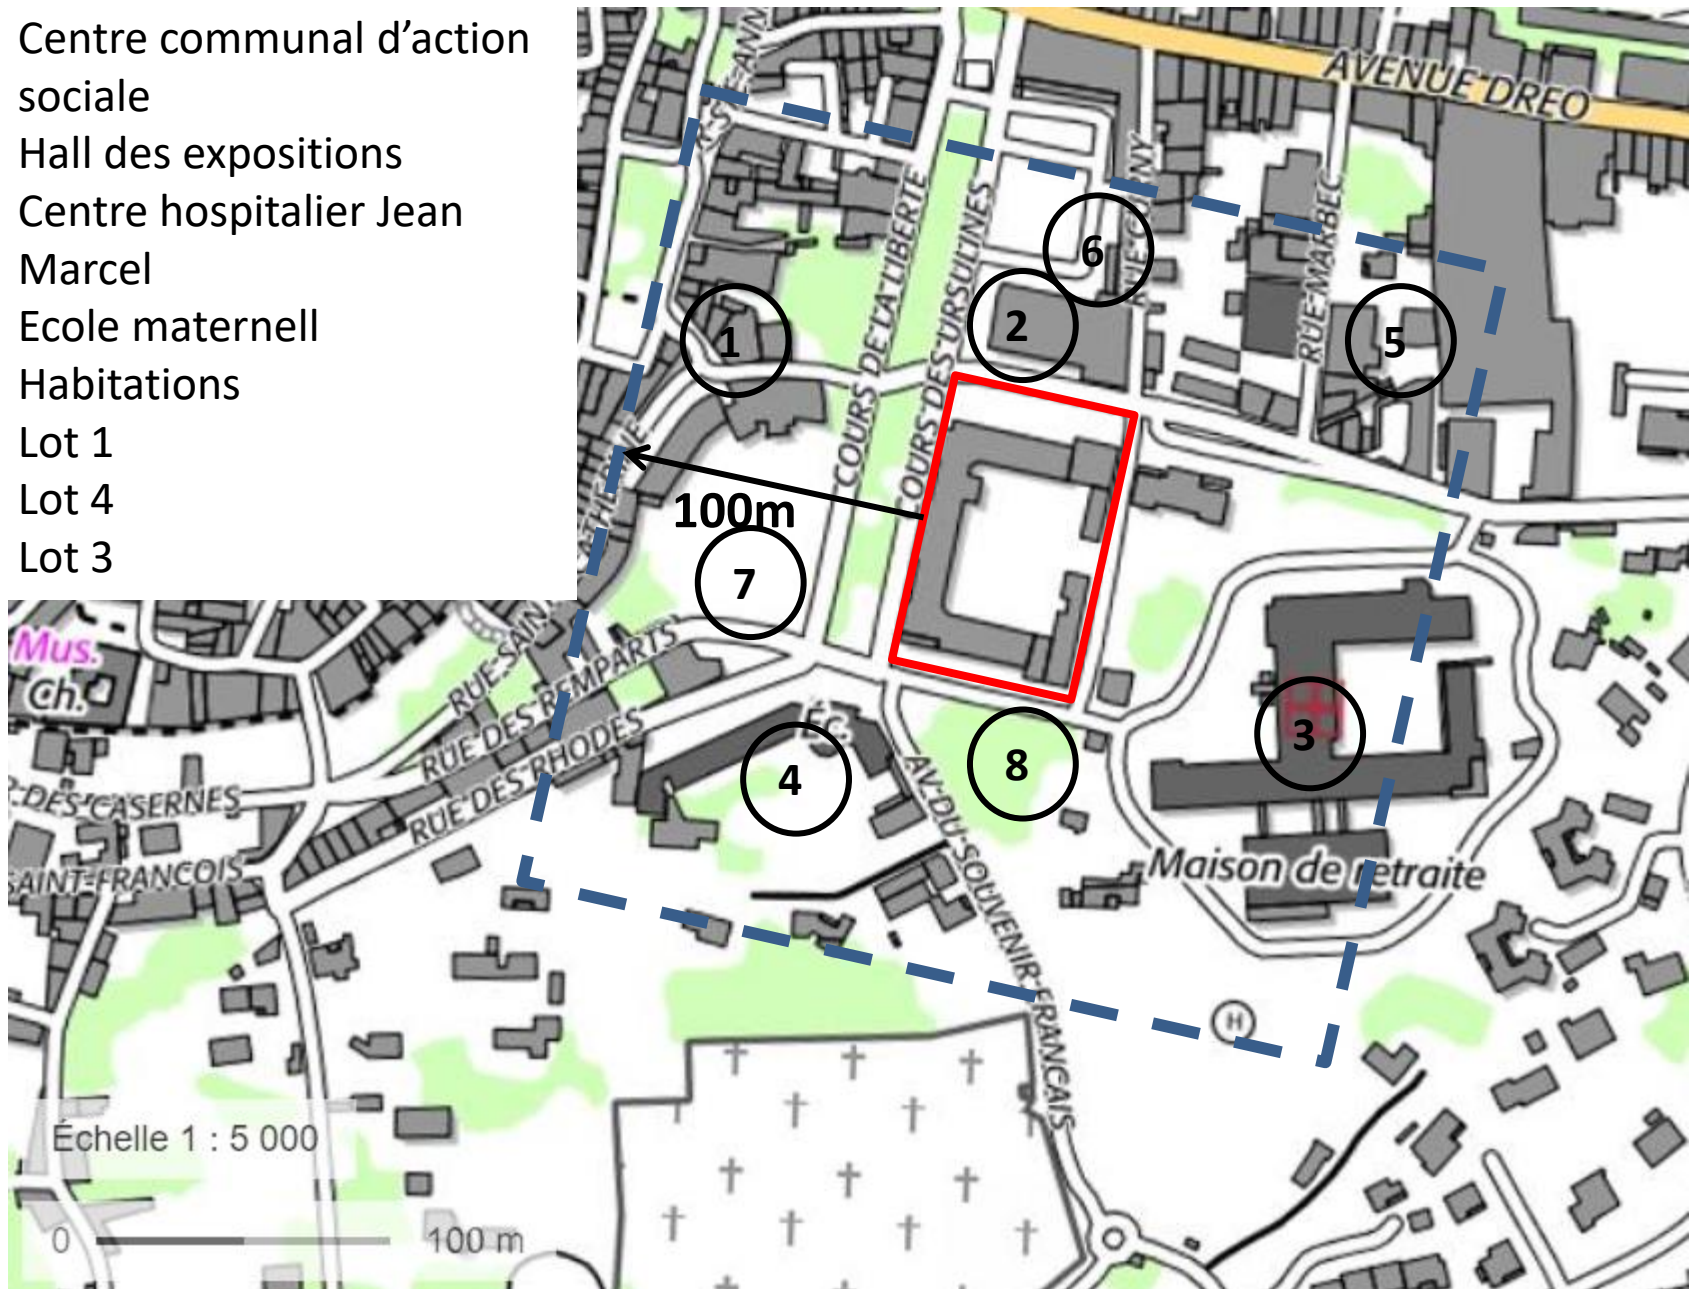 Centre communal d’action
sociale
Hall des expositions
Centre hospitalier Jean
Marcel
Ecole maternell
Habitations
Lot 1
Lot 4
Lot 3
AVENUE DREO
COURS DE LA LIBERTE
COURS DES URSULINES
RUE MARBEC
6
2
1
5
100m
7
Mus.
Ch.
RUE SAIN
RUE DES REMPARTS
RUE DES RHODES
ÉC.
4
8
3
DES CASERNES
SAINT-FRANCOIS
AV. DU SOUVENIR FRANCAIS
Maison de retraite
H
Échelle 1 : 5 000
0
100 m